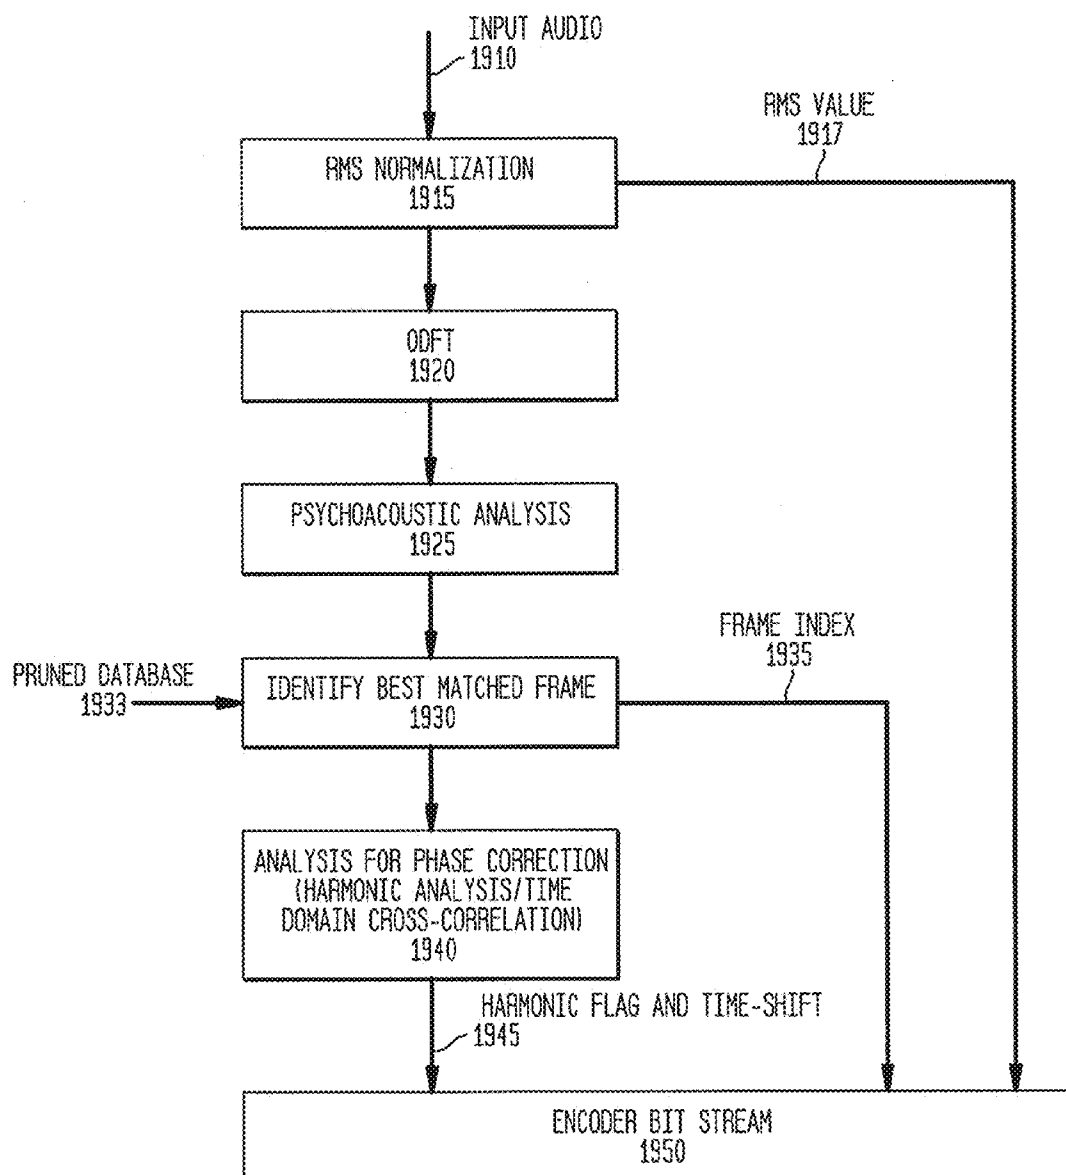 INPUT AUDIO
1910
RMS VALUE
1917
RMS NORMALIZATION
1915
ODFT
1920
PSYCHOACOUSTIC ANALYSIS
1925
FRAME INDEX
1935
PRUNED DATABASE
1933
IDENTIFY BEST MATCHED FRAME
1930
ANALYSIS FOR PHASE CORRECTION
(HARMONIC ANALYSIS/TIME
DOMAIN CROSS-CORRELATION)
1940
HARMONIC FLAG AND TIME-SHIFT
1945
ENCODER BIT STREAM
1950